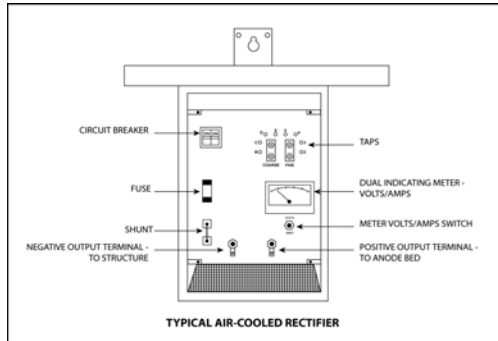 CIRCUIT BREAKER
TAPS
COARSE FINE
FUSE
DUAL INDICATING METER -
VOLTS/AMPS
SHUNT
METER VOLTS/AMPS SWITCH
NEGATIVE OUTPUT TERMINAL -
TO STRUCTURE
POSITIVE OUTPUT TERMINAL -
TO ANODE BED
TYPICAL AIR-COOLED RECTIFIER